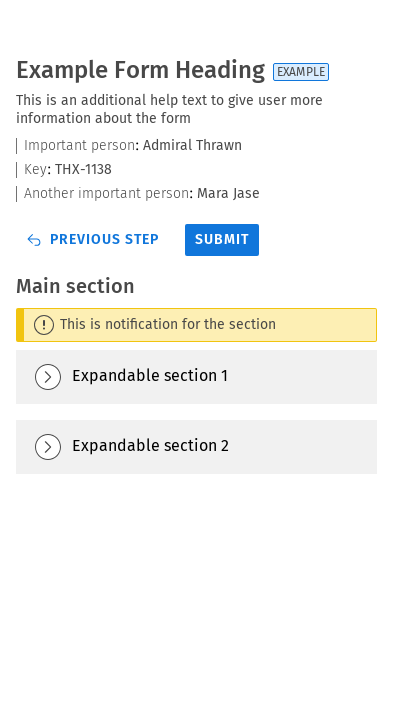 Example Form Heading EXAMPLE
This is an additional help text to give user more
information about the form
Important person: Admiral Thrawn
Key: THX-1138
Another important person: Mara Jase
PREVIOUS STEP SUBMIT
Main section
This is notification for the section
Expandable section 1
Expandable section 2